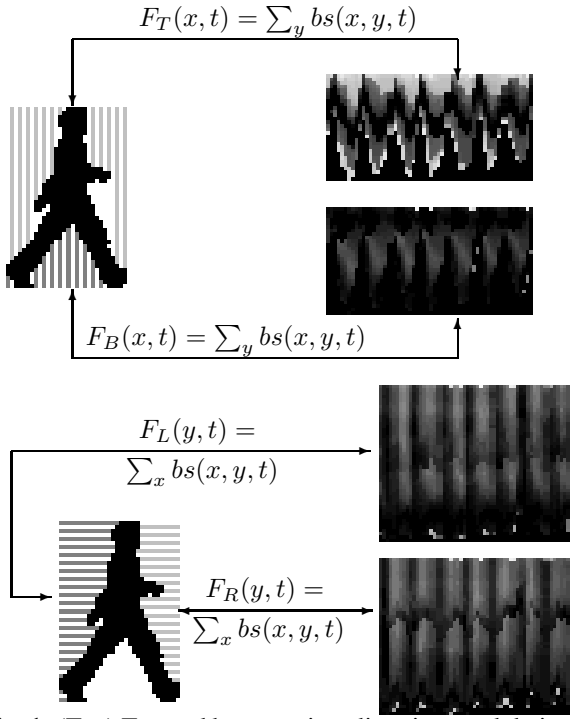 F_T(x, t) = ∑_y bs(x, y, t)
F_B(x, t) = ∑_y bs(x, y, t)
F_L(y, t) =
∑_x bs(x, y, t)
F_R(y, t) =
∑_x bs(x, y, t)